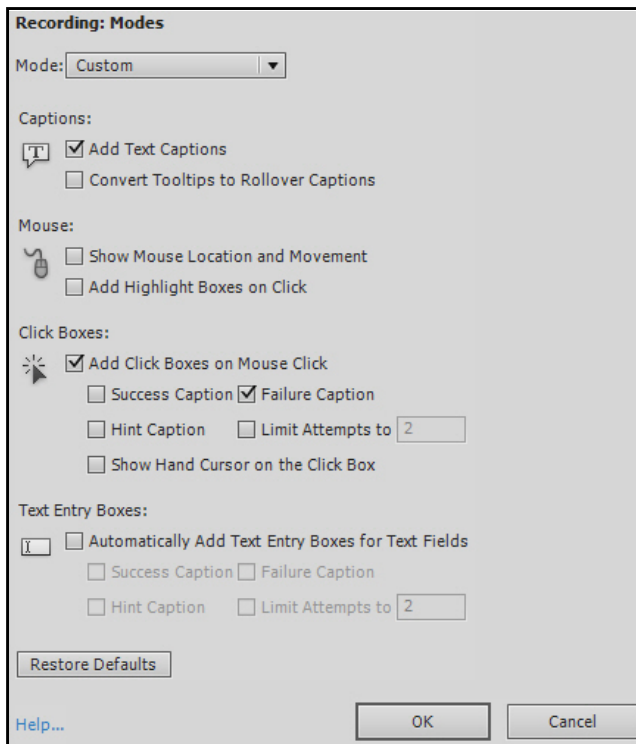 Recording: Modes
Mode: Custom
Captions:
T
Add Text Captions
Convert Tooltips to Rollover Captions
Mouse:
Show Mouse Location and Movement
Add Highlight Boxes on Click
Click Boxes:
Add Click Boxes on Mouse Click
Success Caption Failure Caption
Hint Caption Limit Attempts to 2
Show Hand Cursor on the Click Box
Text Entry Boxes:
Automatically Add Text Entry Boxes for Text Fields
Success Caption Failure Caption
Hint Caption Limit Attempts to 2
Restore Defaults
Help... OK Cancel